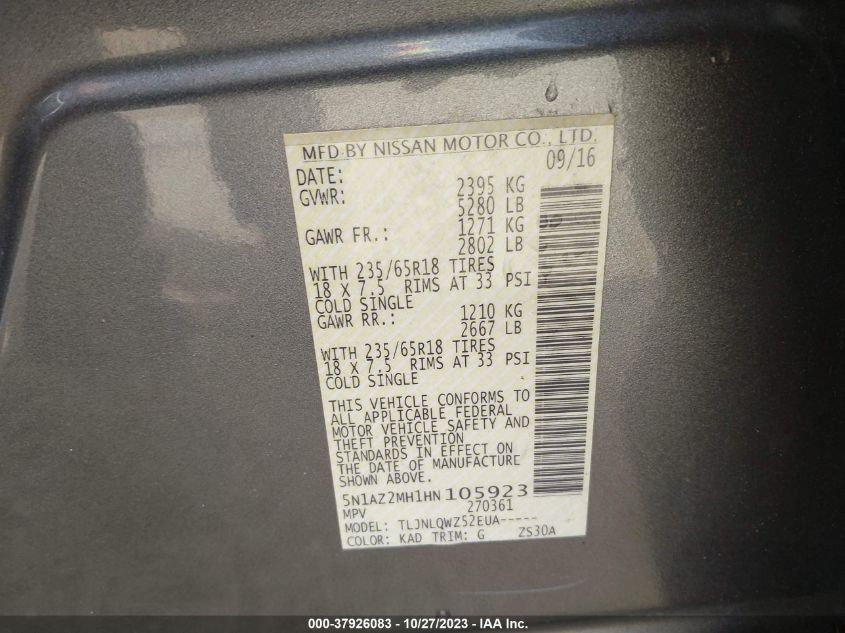 MFD BY NISSAN MOTOR CO., LTD.
DATE: 09/16
GVWR: 2395 KG
5280 LB
GAWR FR.: 1271 KG
2802 LB
WITH 235/65R18 TIRES
18 X 7.5 RIMS AT 33 PSI
COLD SINGLE
GAWR RR.: 1210 KG
2667 LB
WITH 235/65R18 TIRES
18 X 7.5 RIMS AT 33 PSI
COLD SINGLE
THIS VEHICLE CONFORMS TO
ALL APPLICABLE FEDERAL
MOTOR VEHICLE SAFETY AND
THEFT PREVENTION
STANDARDS IN EFFECT ON
THE DATE OF MANUFACTURE
SHOWN ABOVE.
5N1AZ2MH1HN105923
MPV 270361
MODEL: TLJNLQWZ52EUA-----
COLOR: KAD TRIM: G ZS30A
000-37926083 - 10/27/2023 - IAA Inc.